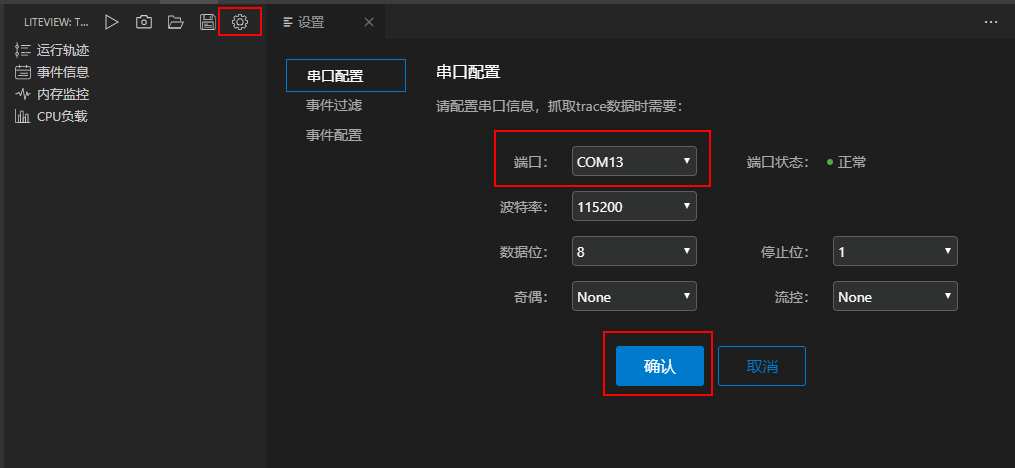 LITEVIEW: T...
运行轨迹
事件信息
内存监控
CPU负载
设置
串口配置
事件过滤
事件配置
串口配置
请配置串口信息，抓取trace数据时需要：
端口： COM13 端口状态： 正常
波特率： 115200
数据位： 8 停止位： 1
奇偶： None 流控： None
确认 取消